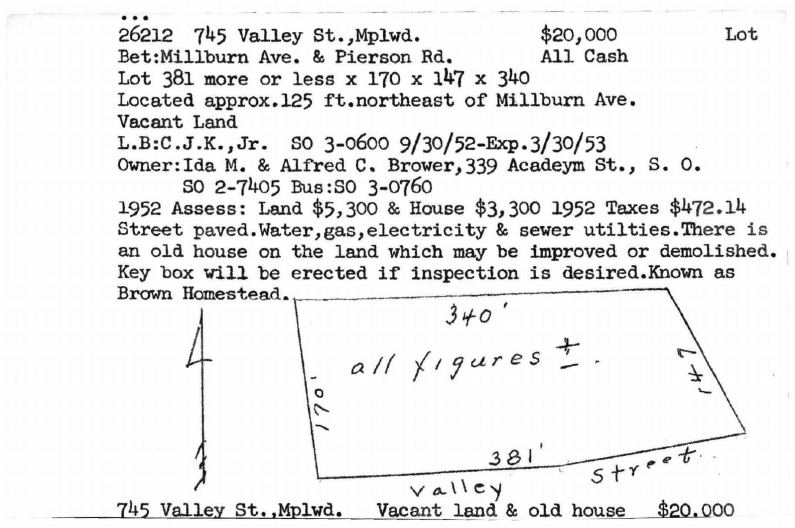 26212 745 Valley St.,Mplwd. $20,000 Lot
Bet:Millburn Ave. & Pierson Rd. All Cash
Lot 381 more or less x 170 x 147 x 340
Located approx.125 ft.northeast of Millburn Ave.
Vacant Land
L.B:C.J.K.,Jr. SO 3-0600 9/30/52-Exp.3/30/53
Owner:Ida M. & Alfred C. Brower,339 Acadeym St., S. O.
SO 2-7405 Bus:SO 3-0760
1952 Assess: Land $5,300 & House $3,300 1952 Taxes $472.14
Street paved.Water,gas,electricity & sewer utilties.There is
an old house on the land which may be improved or demolished.
Key box will be erected if inspection is desired.Known as
Brown Homestead.
340'
all figures ±.
147
170'
381'
Valley Street
745 Valley St.,Mplwd. Vacant land & old house $20,000